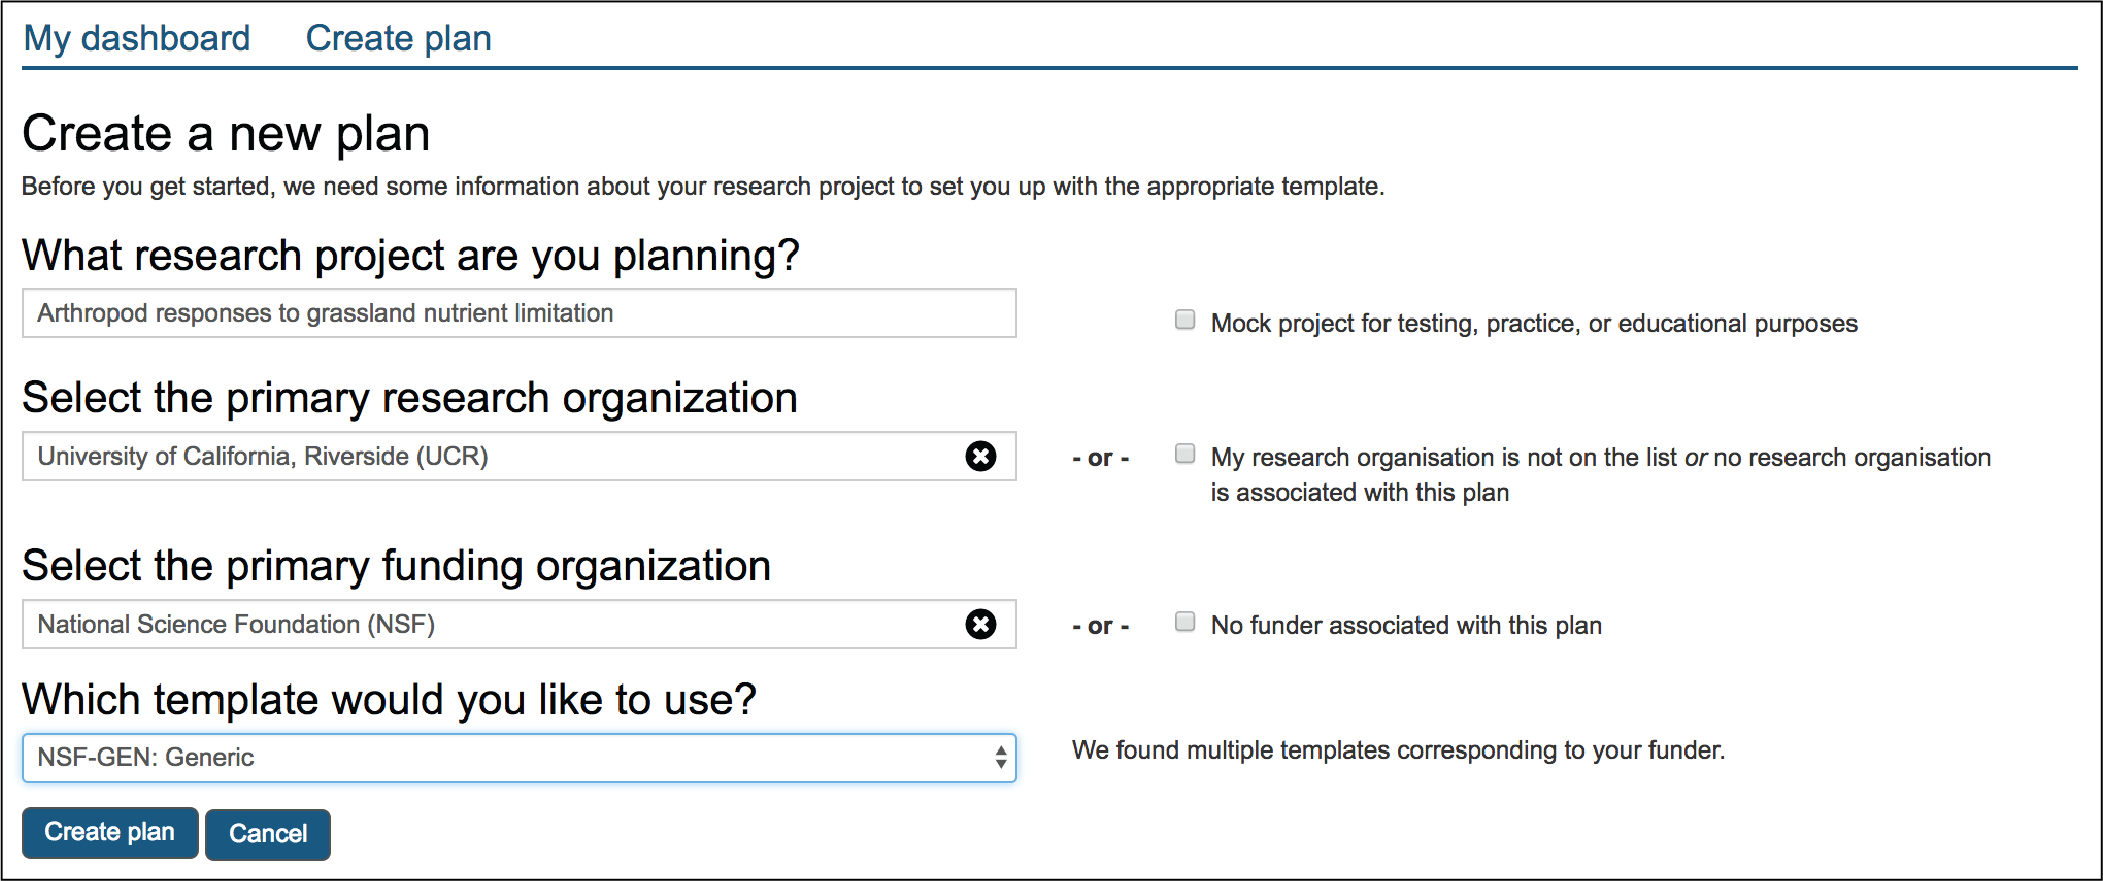 My dashboard Create plan
Create a new plan
Before you get started, we need some information about your research project to set you up with the appropriate template.
What research project are you planning?
Arthropod responses to grassland nutrient limitation
Mock project for testing, practice, or educational purposes
Select the primary research organization
University of California, Riverside (UCR)
- or -
My research organisation is not on the list or no research organisation
is associated with this plan
Select the primary funding organization
National Science Foundation (NSF)
- or -
No funder associated with this plan
Which template would you like to use?
NSF-GEN: Generic
We found multiple templates corresponding to your funder.
Create plan Cancel